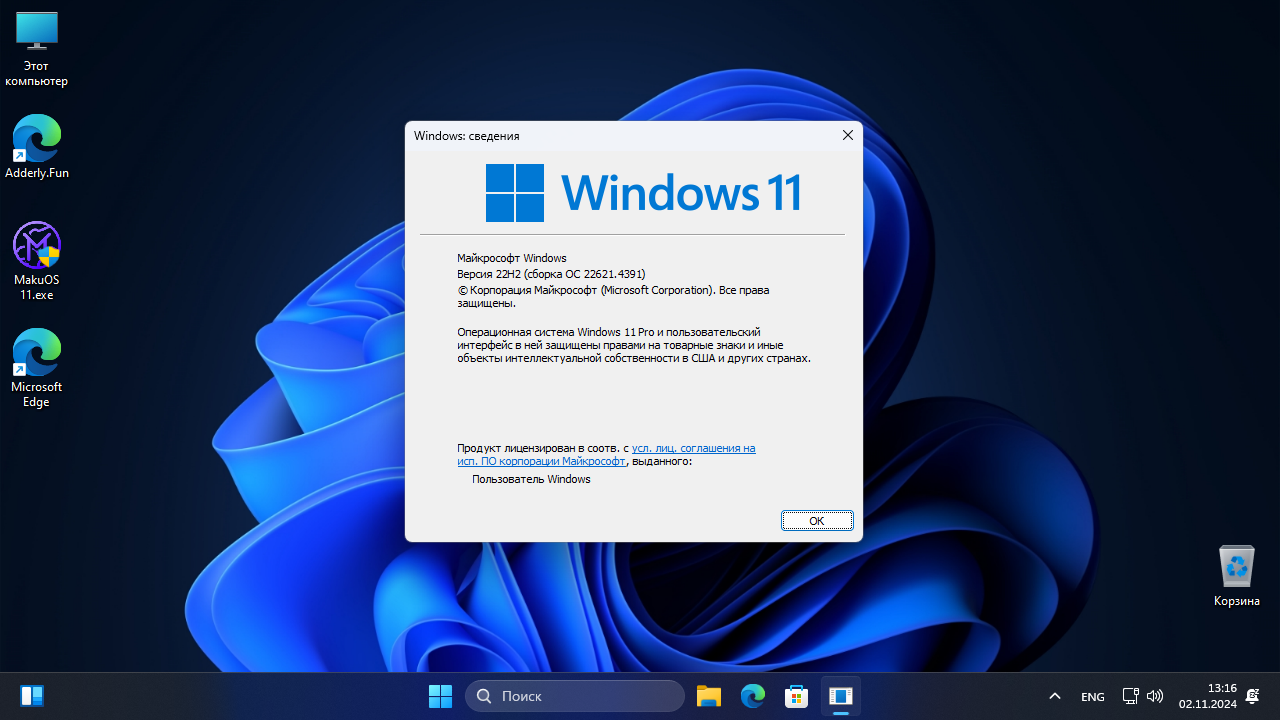 Этот
компьютер
Adderly.Fun
MakuOS
11.exe
Microsoft
Edge
Windows: сведения
Windows 11
Майкрософт Windows
Версия 22H2 (сборка ОС 22621.4391)
© Корпорация Майкрософт (Microsoft Corporation). Все права
защищены.
Операционная система Windows 11 Pro и пользовательский
интерфейс в ней защищены правами на товарные знаки и иные
объекты интеллектуальной собственности в США и других странах.
Продукт лицензирован в соотв. с усл. лиц. соглашения на
исп. ПО корпорации Майкрософт, выданного:
Пользователь Windows
OK
Корзина
Поиск
ENG
13:16
02.11.2024